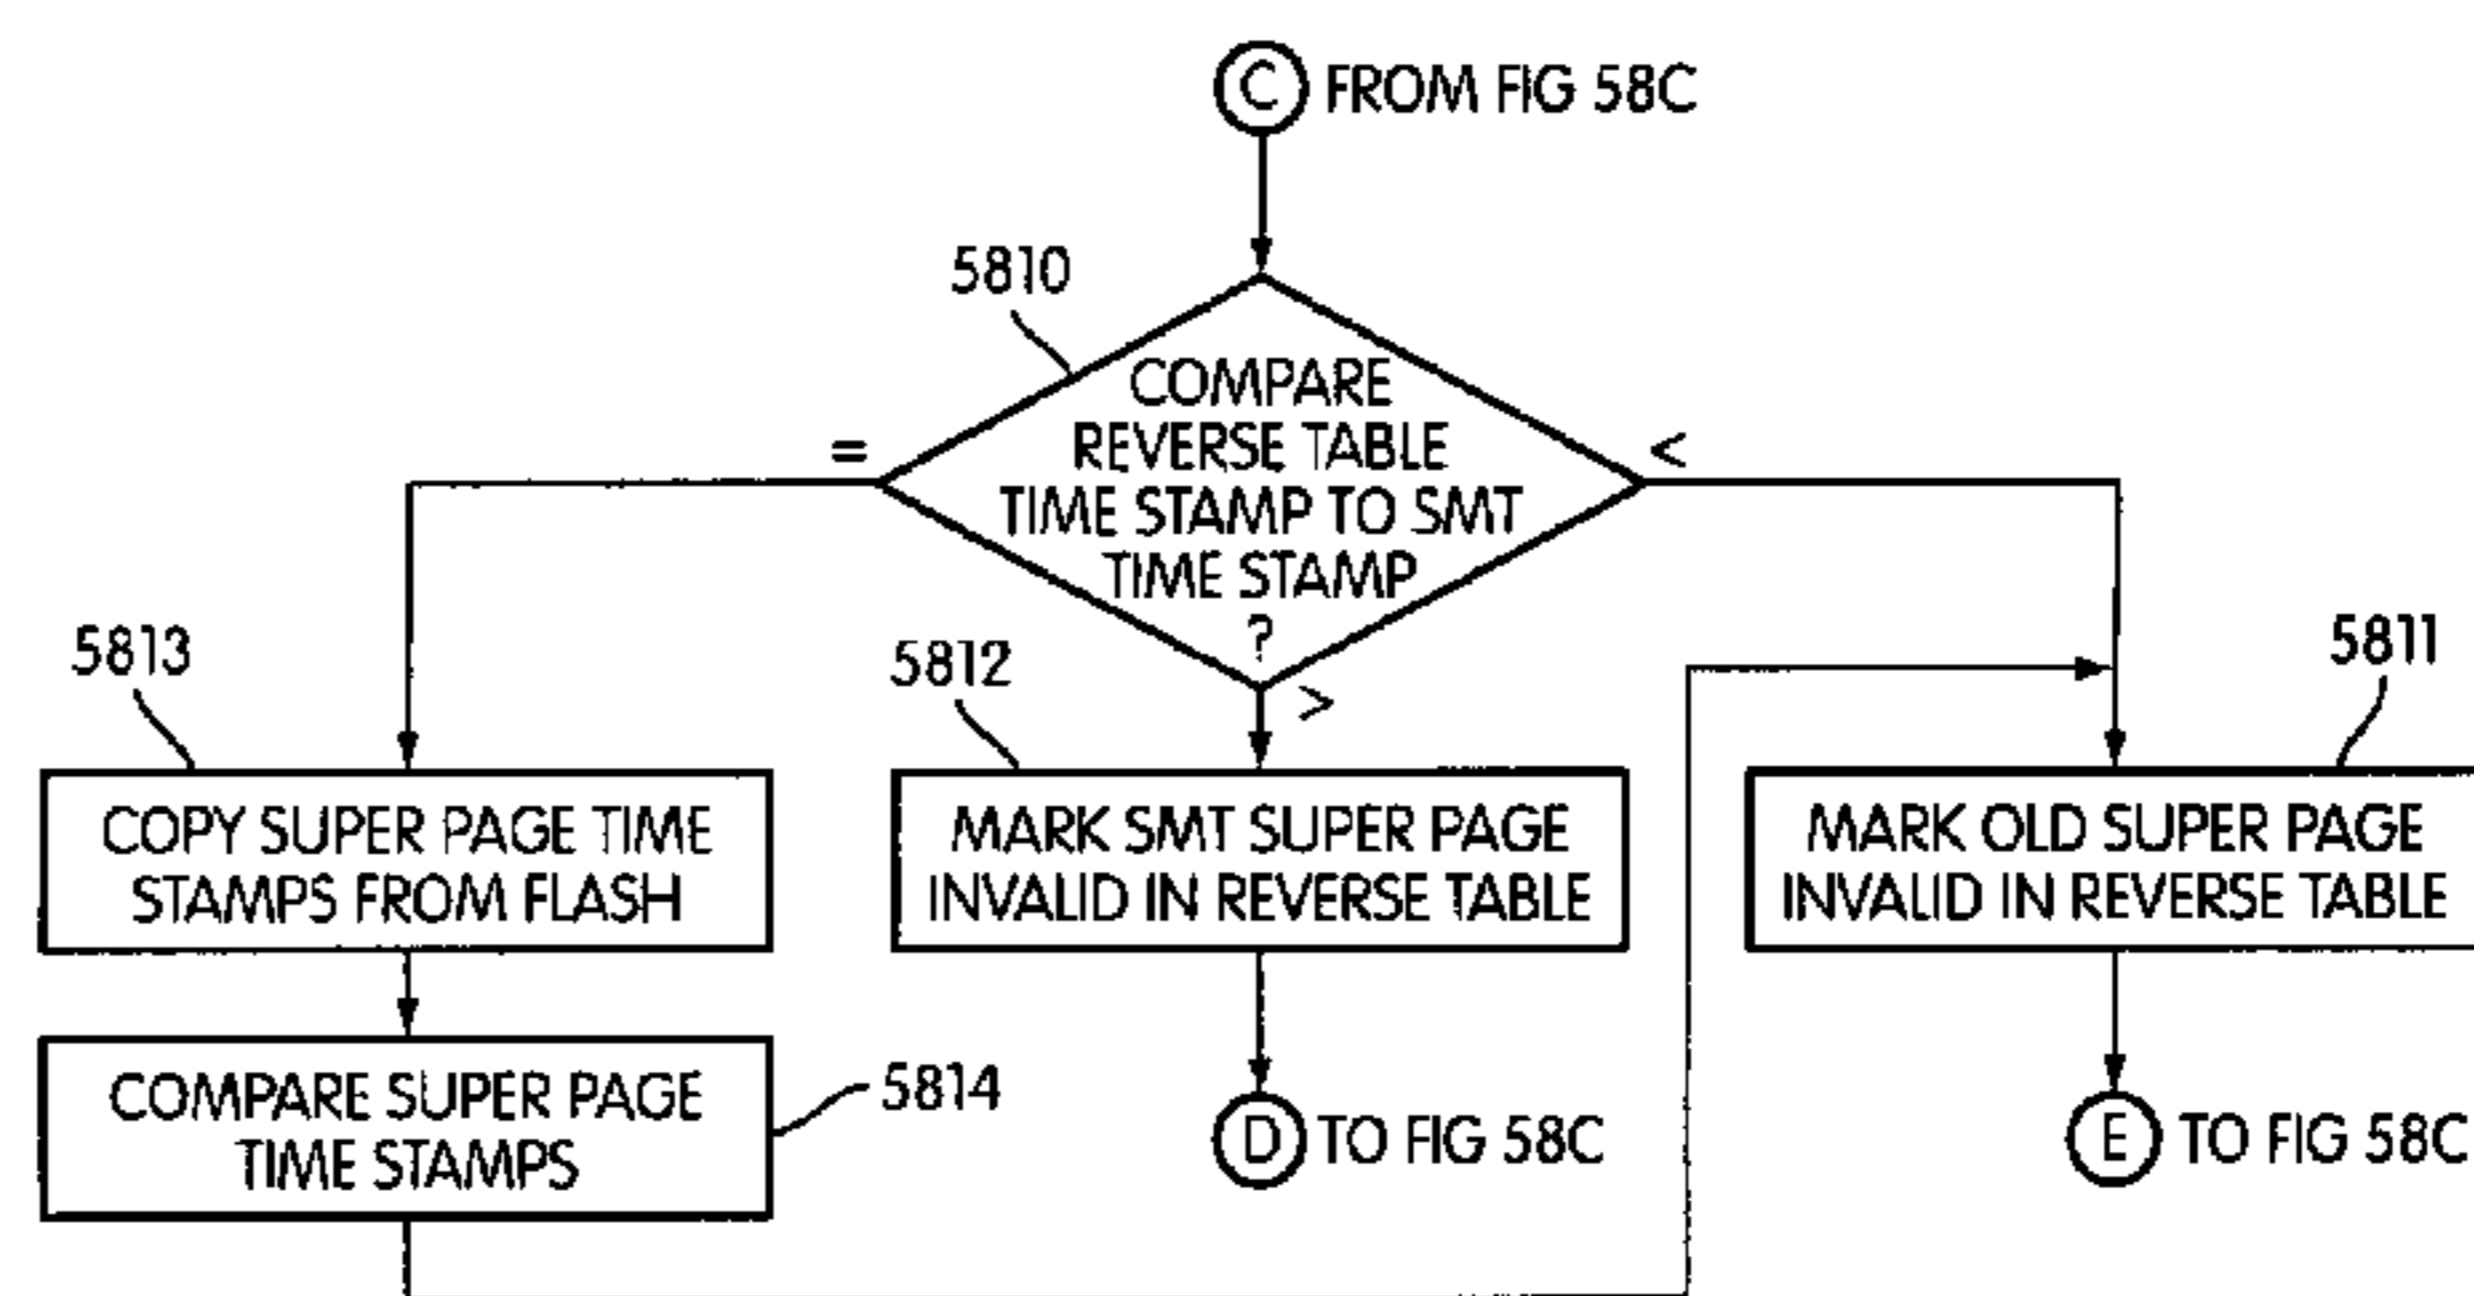 C FROM FIG 58C
5810
COMPARE
REVERSE TABLE
TIME STAMP TO SMT
TIME STAMP
?
=
<
>
5813
5812
5811
COPY SUPER PAGE TIME
STAMPS FROM FLASH
MARK SMT SUPER PAGE
INVALID IN REVERSE TABLE
MARK OLD SUPER PAGE
INVALID IN REVERSE TABLE
COMPARE SUPER PAGE
TIME STAMPS
5814
D TO FIG 58C
E TO FIG 58C